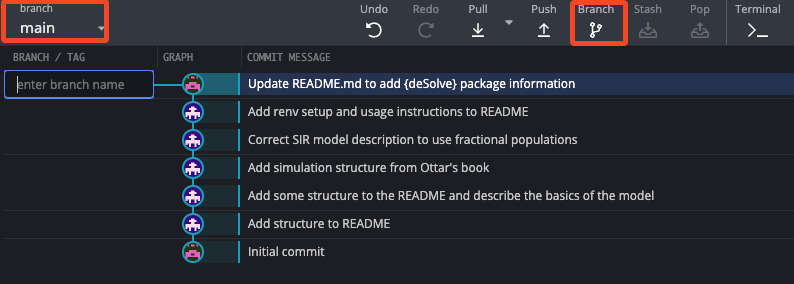 branch
main
Undo Redo Pull Push Branch Stash Pop Terminal
BRANCH / TAG GRAPH COMMIT MESSAGE
enter branch name Update README.md to add {deSolve} package information
Add renv setup and usage instructions to README
Correct SIR model description to use fractional populations
Add simulation structure from Ottar's book
Add some structure to the README and describe the basics of the model
Add structure to README
Initial commit